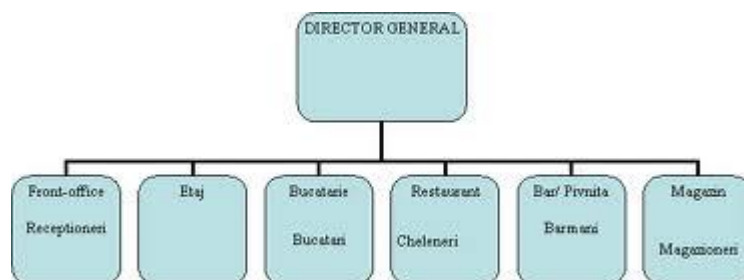 DIRECTOR GENERAL
Front-office
Receptioneri
Etaj
Bucatarie
Bucatari
Restaurant
Cheleneri
Bar/ Pivnita
Barmani
Magazin
Magazioneri